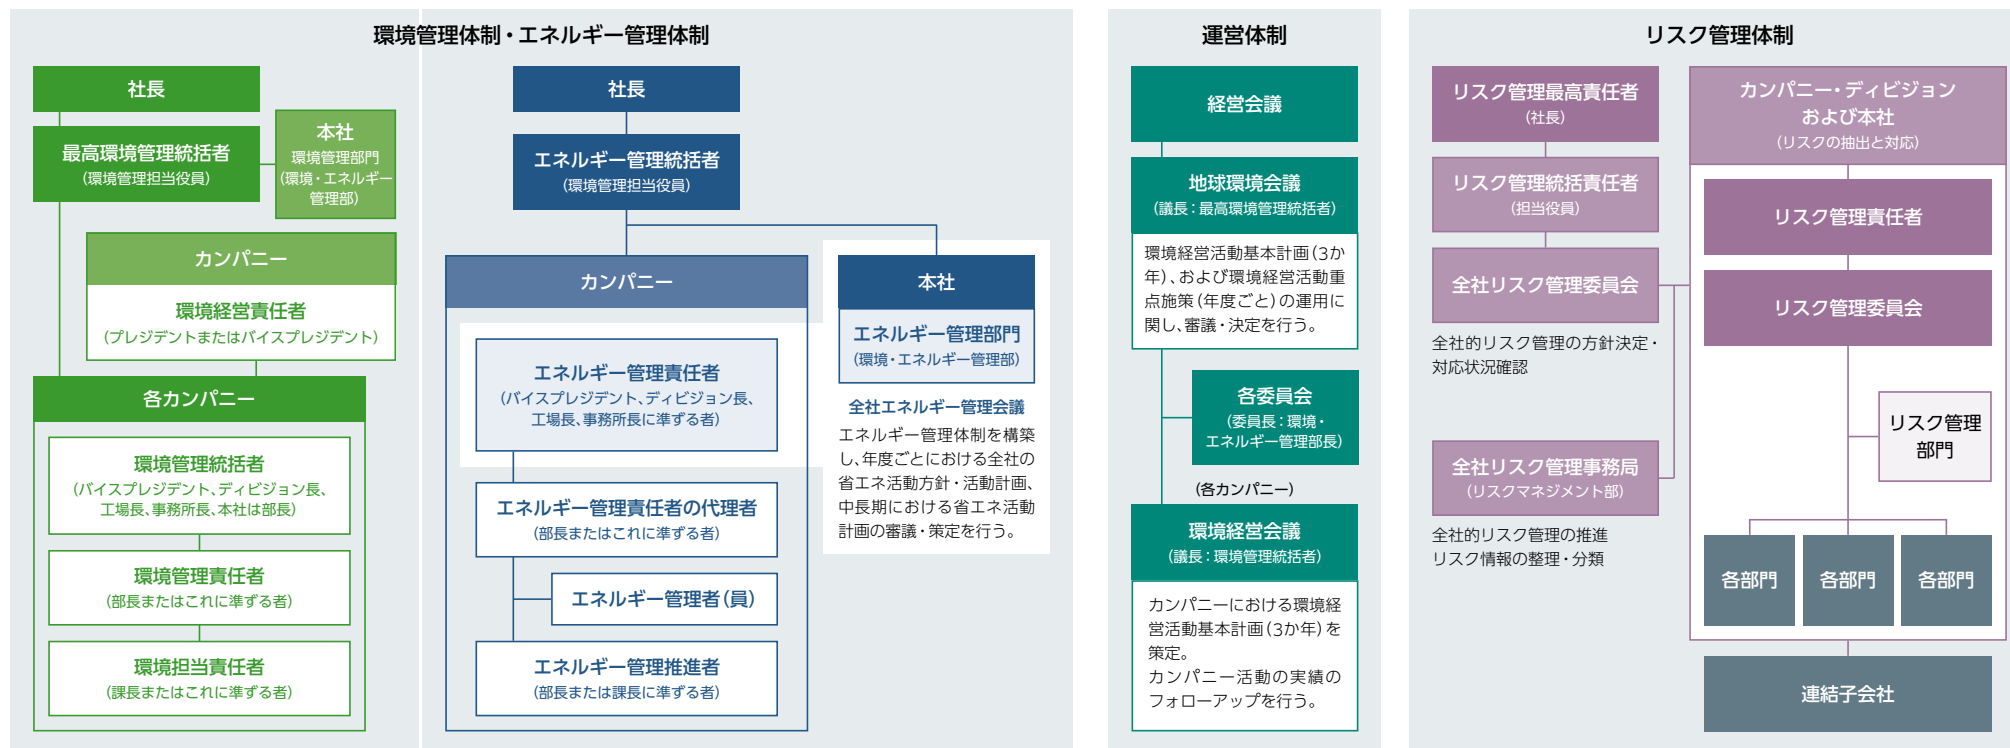 環境管理体制・エネルギー管理体制
社長
最高環境管理統括者
(環境管理担当役員)
本社
環境管理部門
(環境・エネルギー
管理部)
カンパニー
環境経営責任者
(プレジデントまたはバイスプレジデント)
各カンパニー
環境管理統括者
(バイスプレジデント、ディビジョン長、
工場長、事務所長、本社は部長)
環境管理責任者
(部長またはこれに準ずる者)
環境担当責任者
(課長またはこれに準ずる者)
社長
エネルギー管理統括者
(環境管理担当役員)
カンパニー
エネルギー管理責任者
(バイスプレジデント、ディビジョン長、
工場長、事務所長に準ずる者)
エネルギー管理責任者の代理者
(部長またはこれに準ずる者)
エネルギー管理者(員)
エネルギー管理推進者
(部長または課長に準ずる者)
本社
エネルギー管理部門
(環境・エネルギー管理部)
全社エネルギー管理会議
エネルギー管理体制を構築
し、年度ごとにおける全社の
省エネ活動方針・活動計画、
中長期における省エネ活動
計画の審議・策定を行う。
運営体制
経営会議
地球環境会議
(議長:最高環境管理統括者)
環境経営活動基本計画(3か
年)、および環境経営活動重
点施策(年度ごと)の運用に
関し、審議・決定を行う。
各委員会
(委員長:環境・
エネルギー管理部長)
(各カンパニー)
環境経営会議
(議長:環境管理統括者)
カンパニーにおける環境経
営活動基本計画(3か年)を
策定。
カンパニー活動の実績の
フォローアップを行う。
リスク管理体制
リスク管理最高責任者
(社長)
リスク管理統括責任者
(担当役員)
全社リスク管理委員会
全社的リスク管理の方針決定・
対応状況確認
全社リスク管理事務局
(リスクマネジメント部)
全社的リスク管理の推進
リスク情報の整理・分類
カンパニー・ディビジョン
および本社
(リスクの抽出と対応)
リスク管理責任者
リスク管理委員会
リスク管理
部門
各部門
各部門
各部門
連結子会社